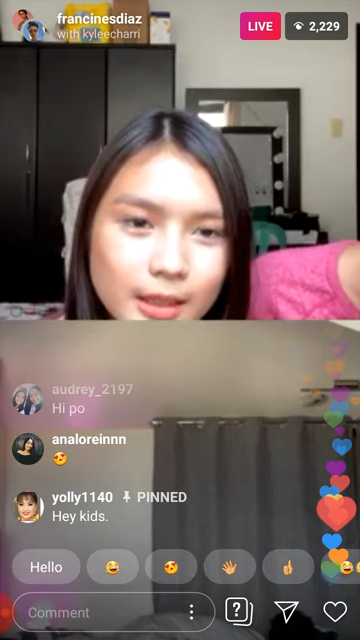 francinesdiaz
with kyleecharri
LIVE
2,229
audrey_2197
Hi po
analoreinnn
yolly1140 PINNED
Hey kids.
Hello
Comment